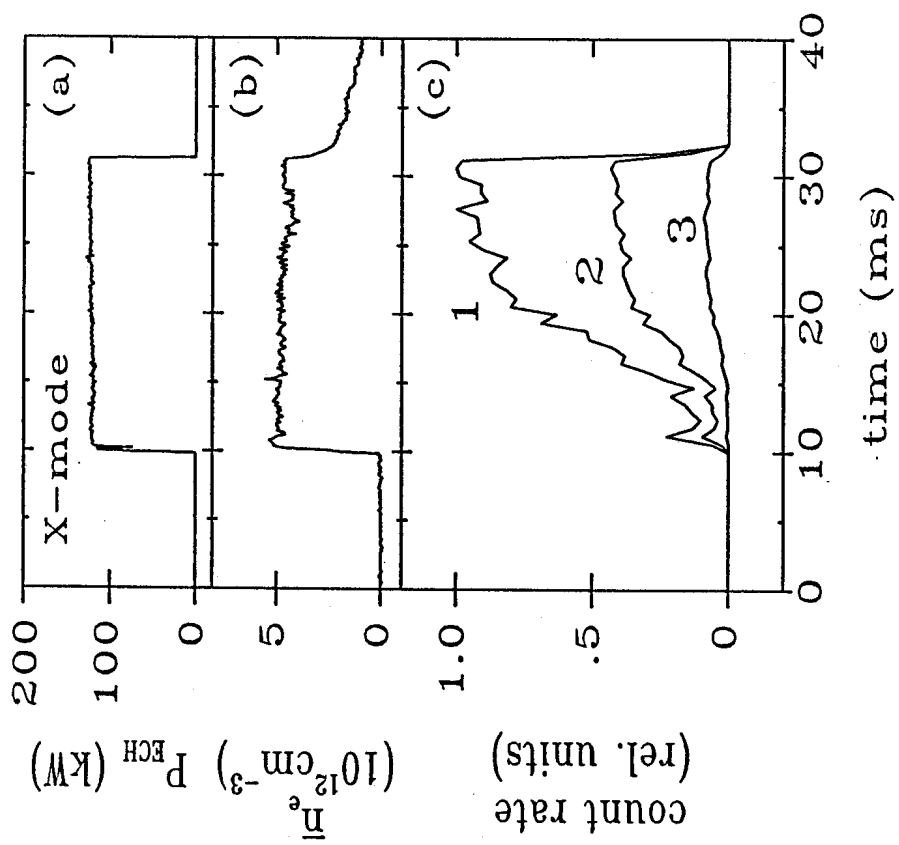 X-mode
(a)
200
100
0
P_ECH (kW)
(b)
5
0
n̅_e
(10^12 cm^-3)
(c)
1.0
.5
0
count rate
(rel. units)
1
2
3
0
10
20
30
40
time (ms)